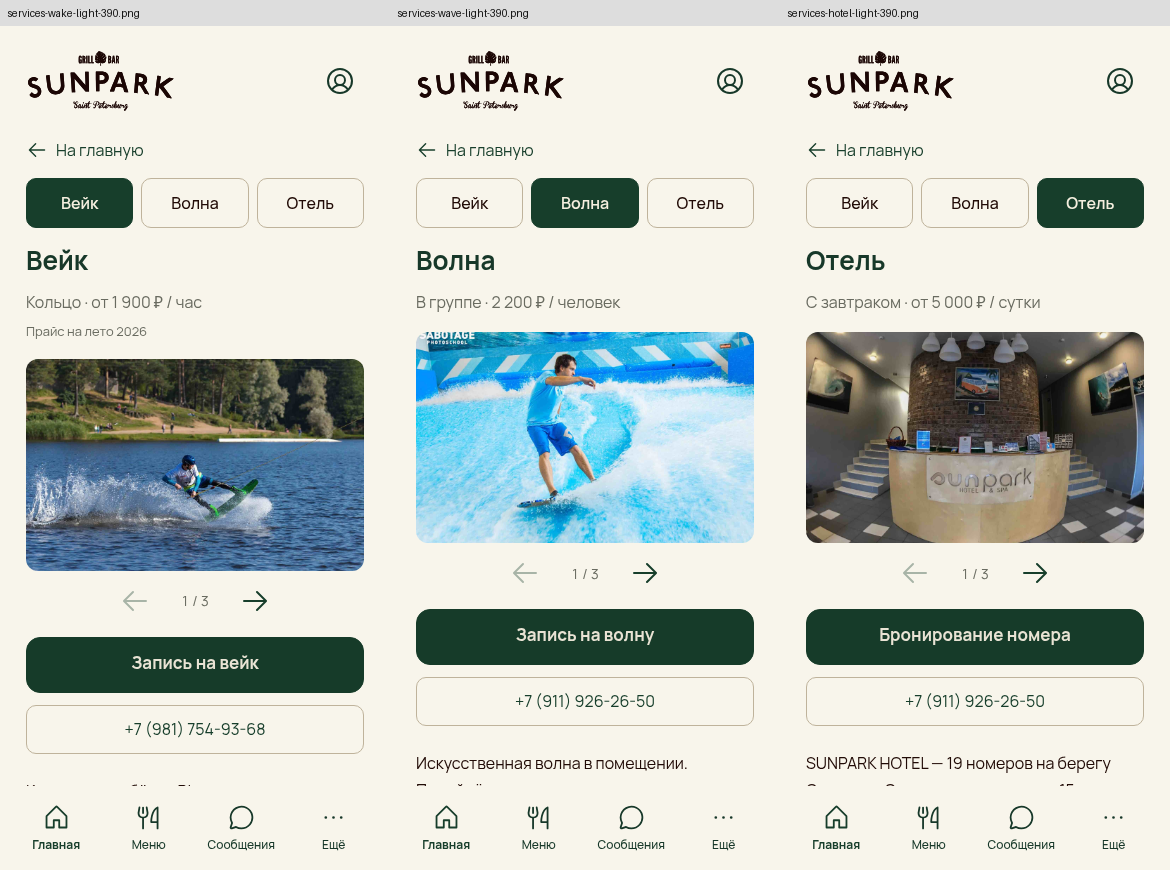 services-wake-light-390.png
GRILL BAR
SUNPARK
Saint Petersburg
На главную
Вейк
Волна
Отель
Вейк
Кольцо · от 1 900 ₽ / час
Прайс на лето 2026
1 / 3
Запись на вейк
+7 (981) 754-93-68
Главная
Меню
Сообщения
Ещё
services-wave-light-390.png
GRILL BAR
SUNPARK
Saint Petersburg
На главную
Вейк
Волна
Отель
Волна
В группе · 2 200 ₽ / человек
SABOTAGE
PHOTOSCHOOL
1 / 3
Запись на волну
+7 (911) 926-26-50
Искусственная волна в помещении.
Главная
Меню
Сообщения
Ещё
services-hotel-light-390.png
GRILL BAR
SUNPARK
Saint Petersburg
На главную
Вейк
Волна
Отель
Отель
С завтраком · от 5 000 ₽ / сутки
sunpark
HOTEL & SPA
1 / 3
Бронирование номера
+7 (911) 926-26-50
SUNPARK HOTEL — 19 номеров на берегу
Главная
Меню
Сообщения
Ещё